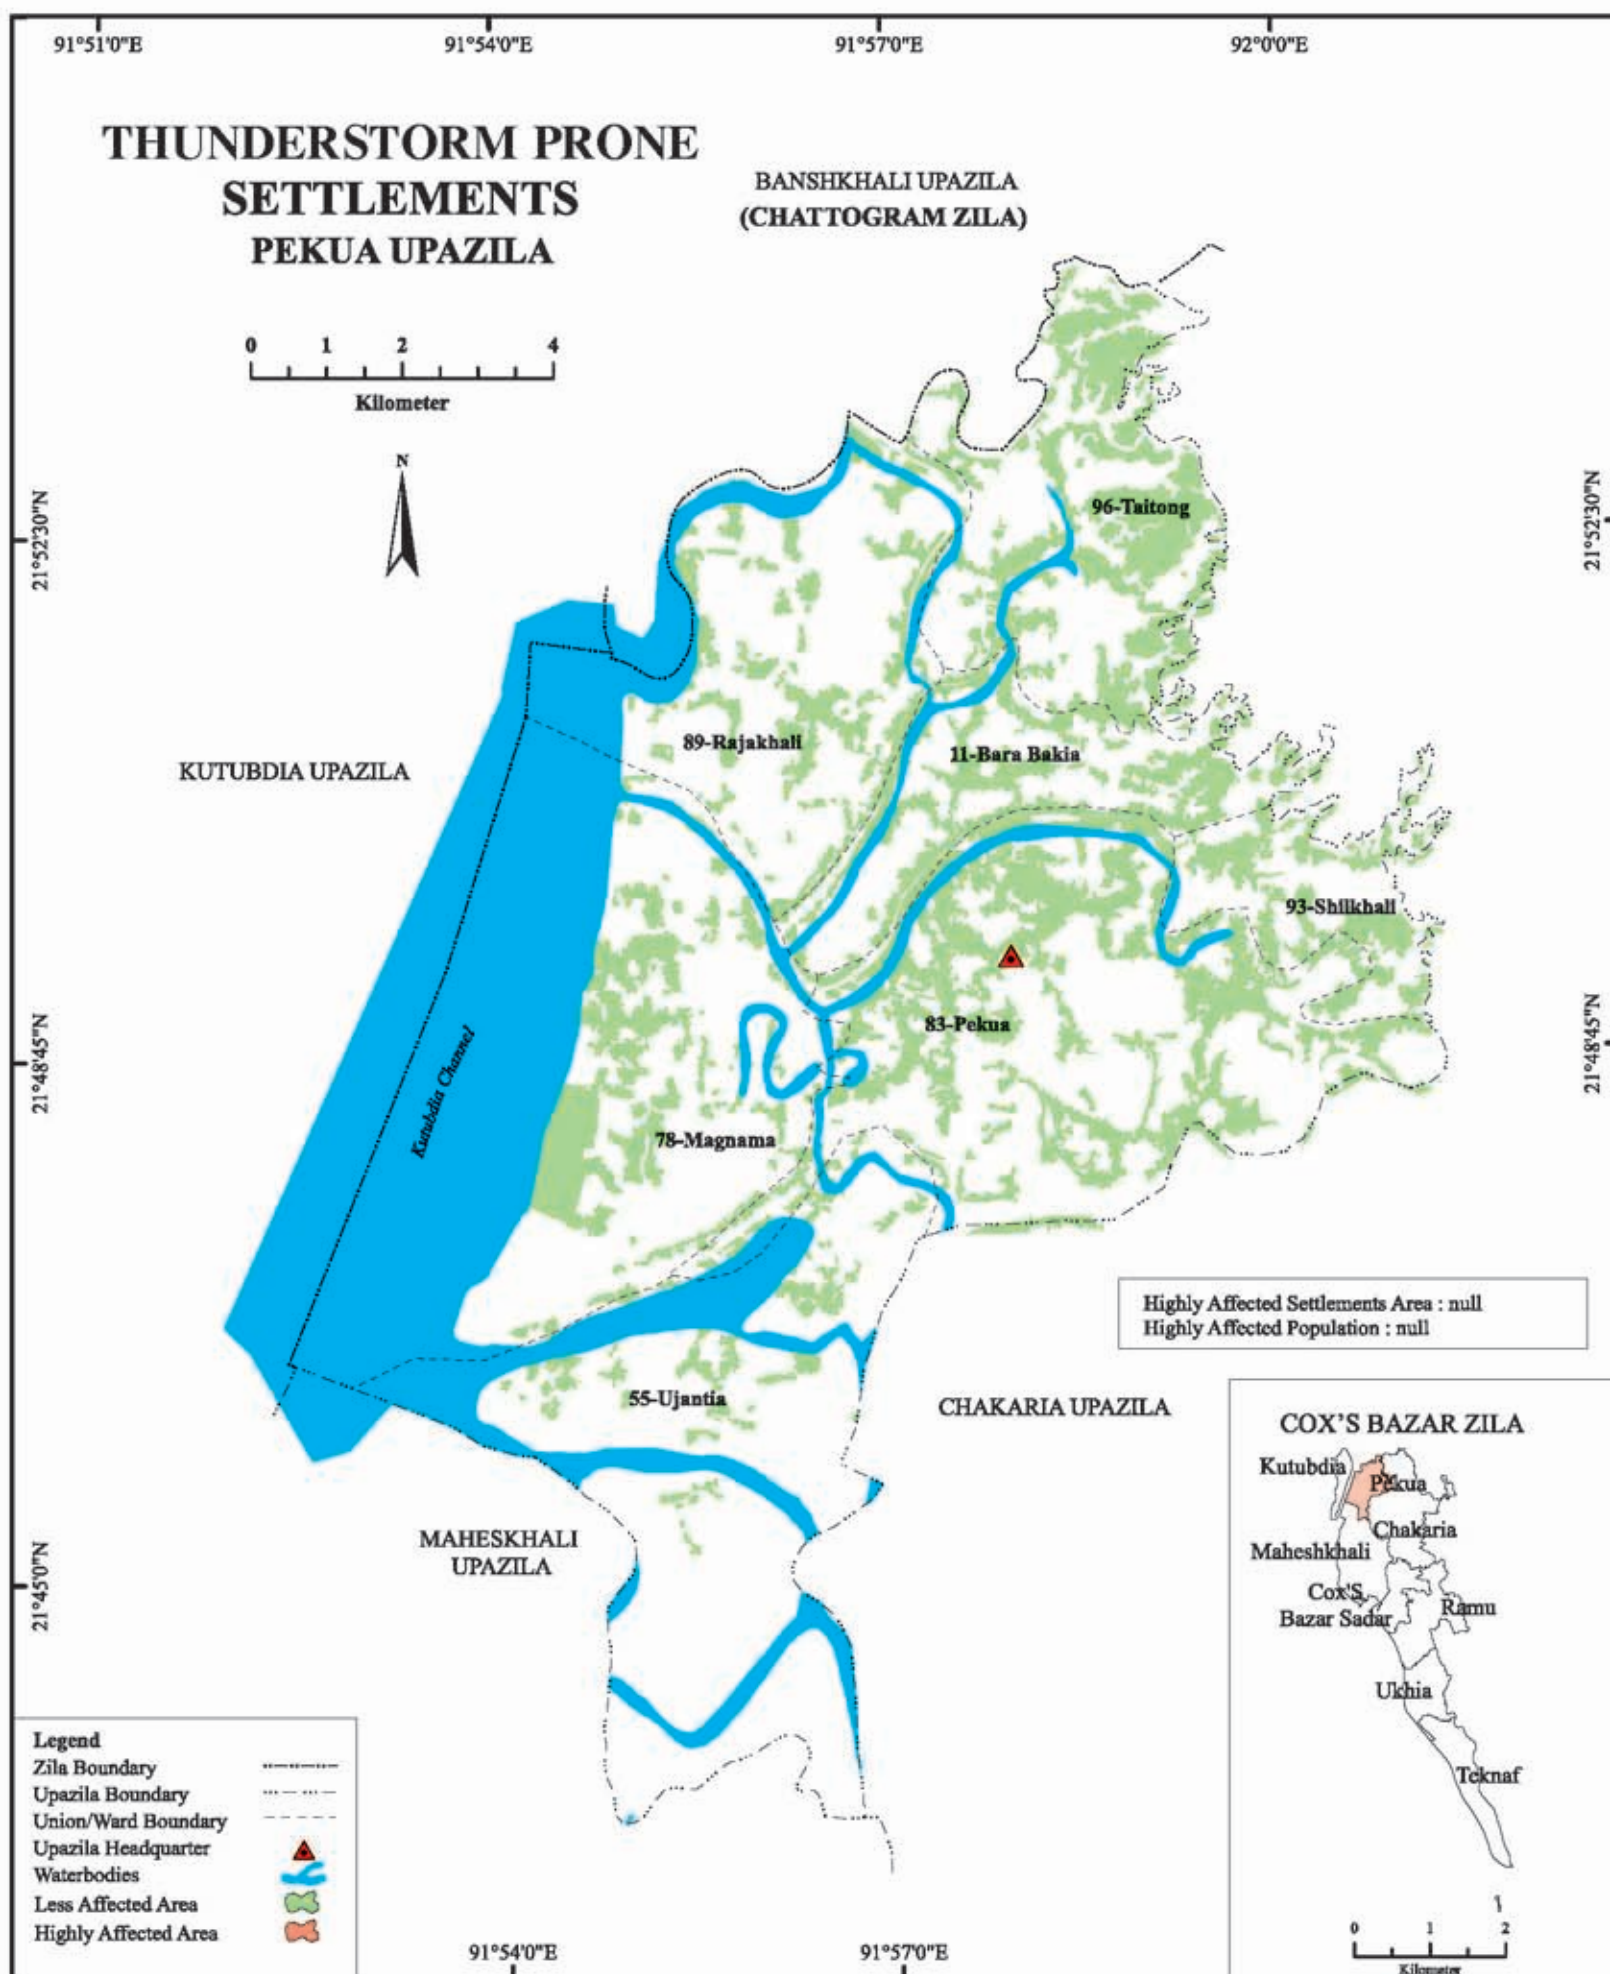 91°51'0"E
91°54'0"E
91°57'0"E
92°0'0"E
THUNDERSTORM PRONE
SETTLEMENTS
PEKUA UPAZILA
BANSHKHALI UPAZILA
(CHATTOGRAM ZILA)
0 1 2 4
Kilometer
N
21°52'30"N
21°52'30"N
96-Taitong
89-Rajakhali
11-Bara Bakia
KUTUBDIA UPAZILA
93-Shilkhali
83-Pekua
21°48'45"N
21°48'45"N
Kutubdia Channel
78-Magnama
Highly Affected Settlements Area : null
Highly Affected Population : null
55-Ujantia
CHAKARIA UPAZILA
MAHESKHALI
UPAZILA
21°45'0"N
COX'S BAZAR ZILA
Kutubdia
Pekua
Chakaria
Maheshkhali
Cox'S
Bazar Sadar
Ramu
Ukhia
Teknaf
0 1 2
Kilometer
Legend
Zila Boundary
Upazila Boundary
Union/Ward Boundary
Upazila Headquarter
Waterbodies
Less Affected Area
Highly Affected Area
91°54'0"E
91°57'0"E